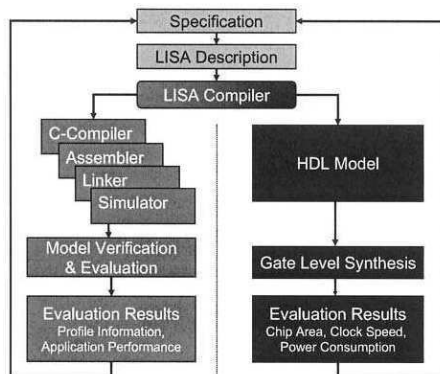 Specification
LISA Description
LISA Compiler
C-Compiler
Assembler
Linker
Simulator
Model Verification
& Evaluation
Evaluation Results
Profile Information,
Application Performance
HDL Model
Gate Level Synthesis
Evaluation Results
Chip Area, Clock Speed,
Power Consumption